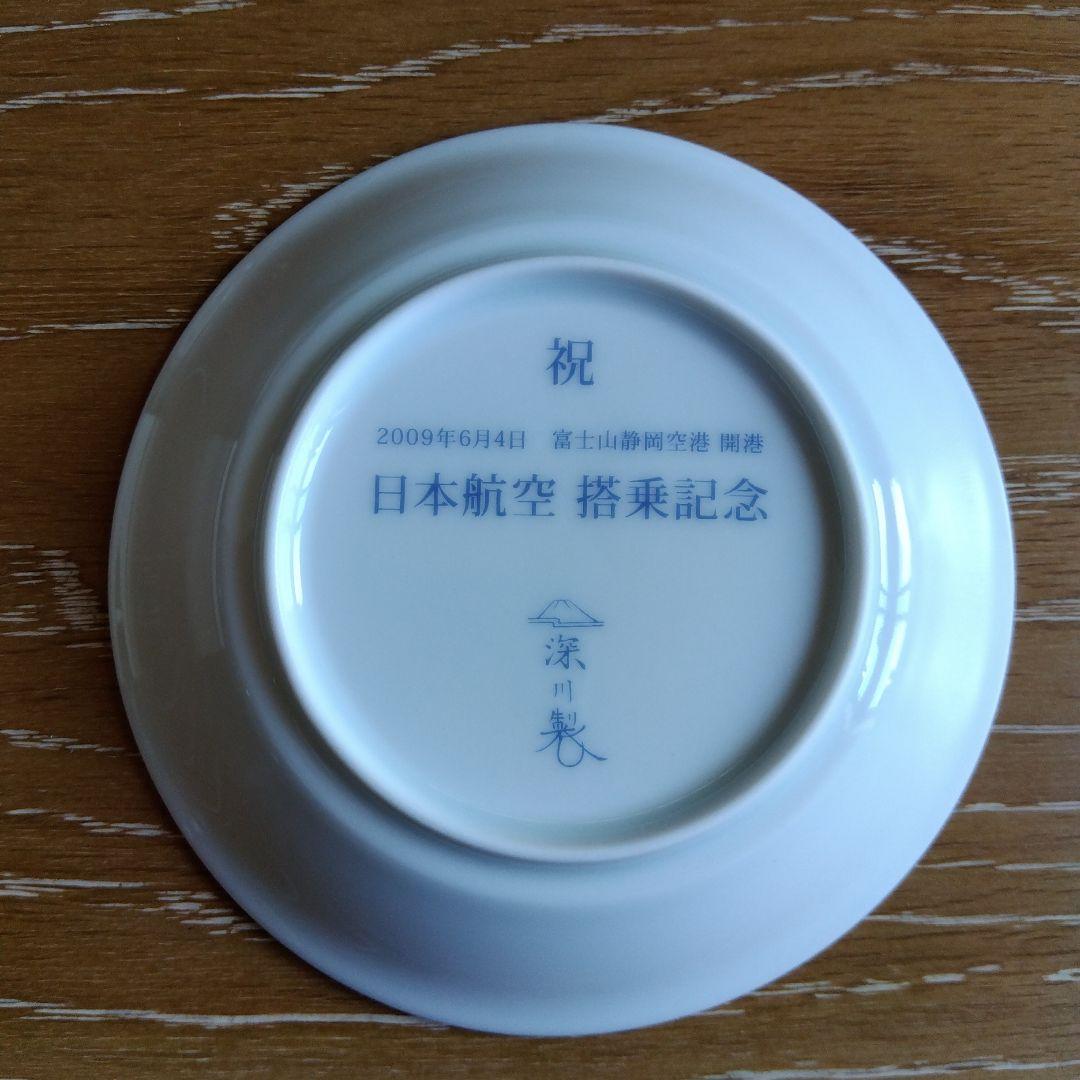 祝
2009年6月4日　富士山静岡空港 開港
日本航空 搭乗記念
深
川
製